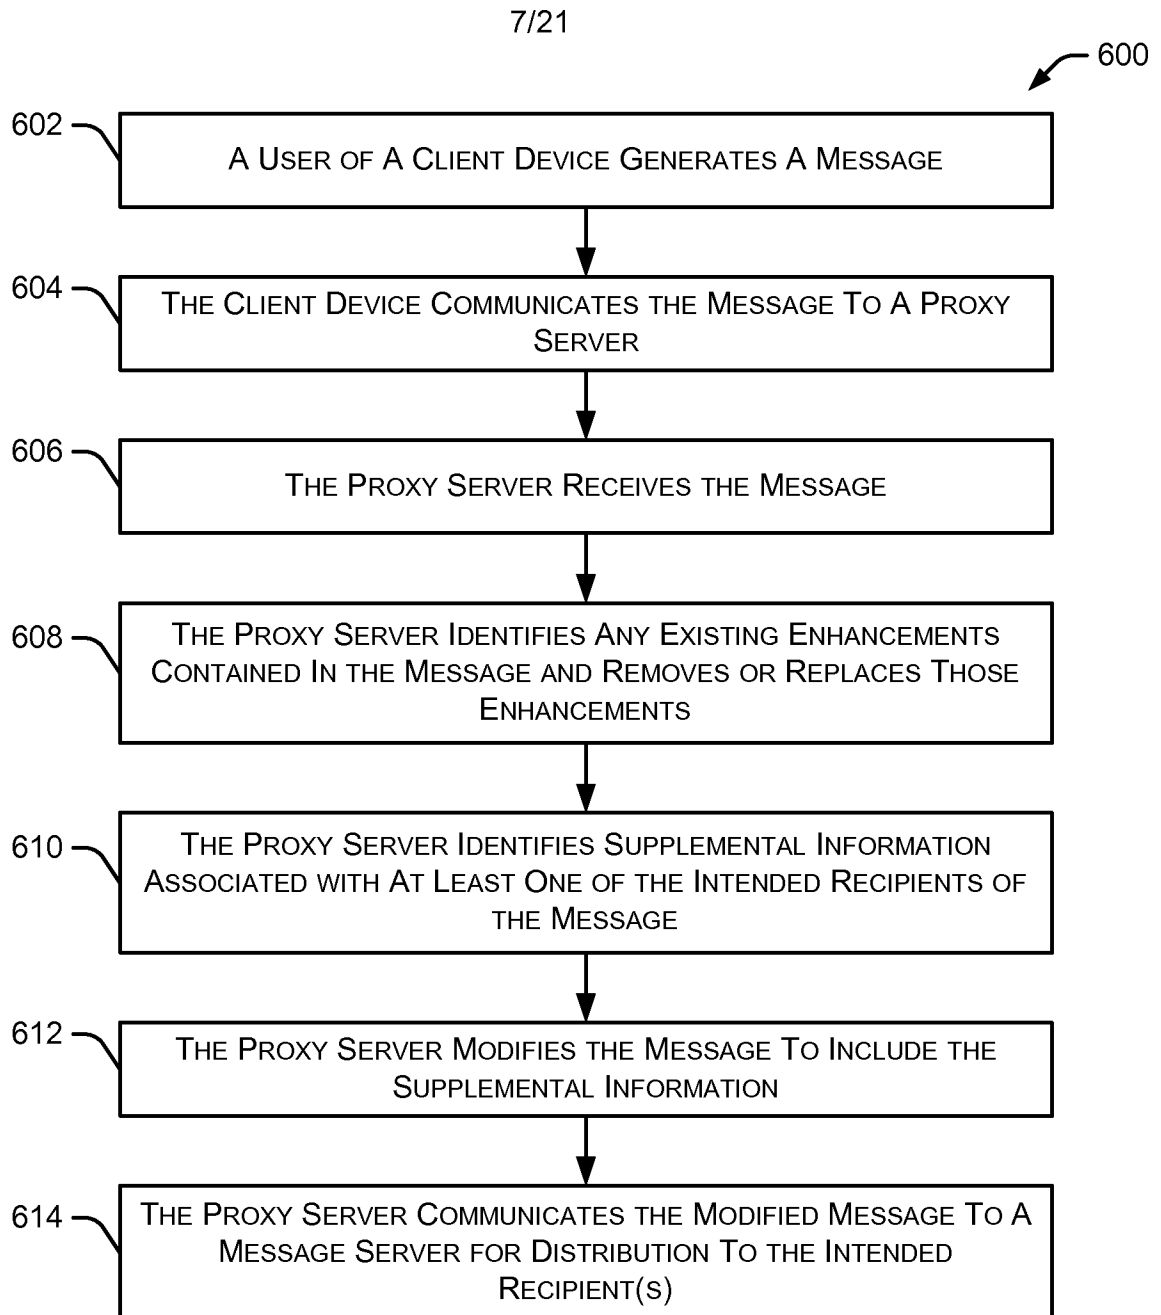 7/21
600
602
A USER OF A CLIENT DEVICE GENERATES A MESSAGE
604
THE CLIENT DEVICE COMMUNICATES THE MESSAGE TO A PROXY
SERVER
606
THE PROXY SERVER RECEIVES THE MESSAGE
608
THE PROXY SERVER IDENTIFIES ANY EXISTING ENHANCEMENTS
CONTAINED IN THE MESSAGE AND REMOVES OR REPLACES THOSE
ENHANCEMENTS
610
THE PROXY SERVER IDENTIFIES SUPPLEMENTAL INFORMATION
ASSOCIATED WITH AT LEAST ONE OF THE INTENDED RECIPIENTS OF
THE MESSAGE
612
THE PROXY SERVER MODIFIES THE MESSAGE TO INCLUDE THE
SUPPLEMENTAL INFORMATION
614
THE PROXY SERVER COMMUNICATES THE MODIFIED MESSAGE TO A
MESSAGE SERVER FOR DISTRIBUTION TO THE INTENDED
RECIPIENT(S)